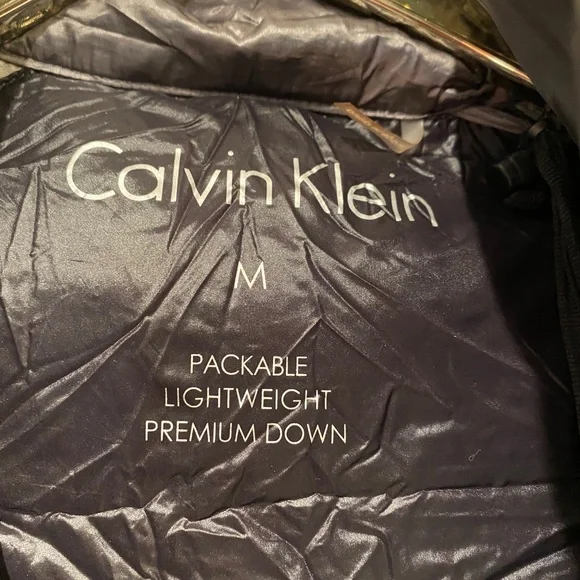 Calvin Klein
M
PACKABLE
LIGHTWEIGHT
PREMIUM DOWN